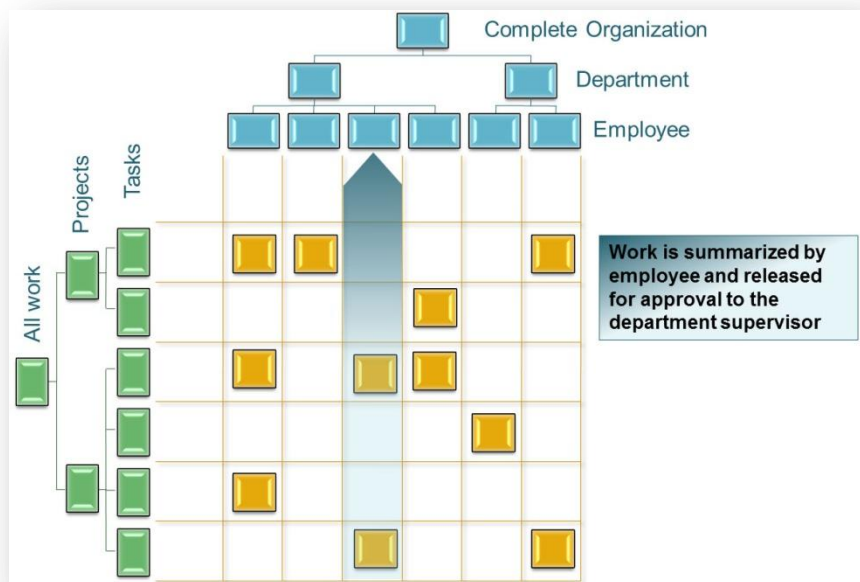 Complete Organization
Department
Employee
All work
Projects
Tasks
Work is summarized by
employee and released
for approval to the
department supervisor